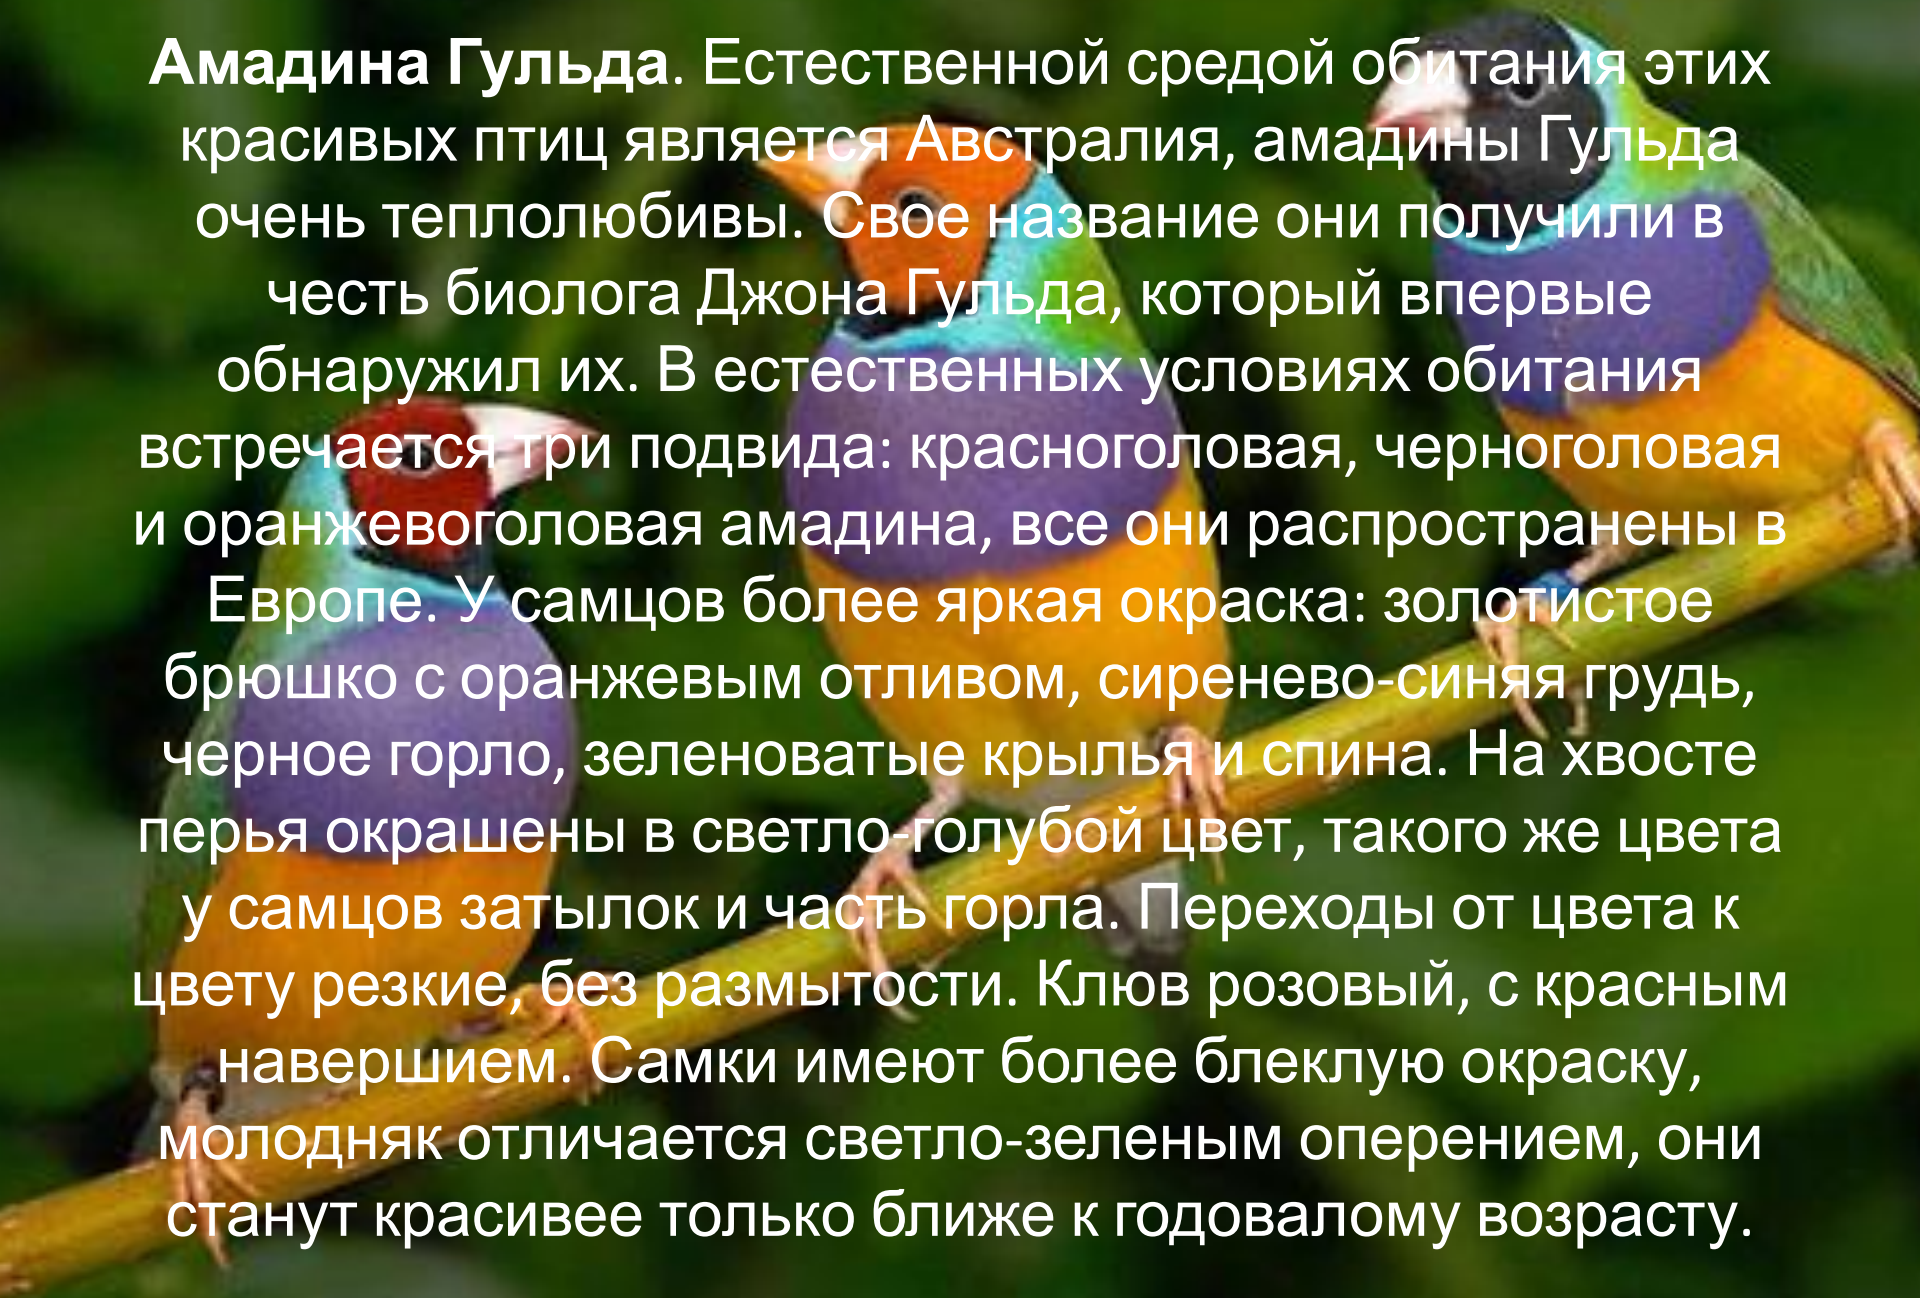 Амадина Гульда. Естественной средой обитания этих
красивых птиц является Австралия, амадины Гульда
очень теплолюбивы. Свое название они получили в
честь биолога Джона Гульда, который впервые
обнаружил их. В естественных условиях обитания
встречается три подвида: красноголовая, черноголовая
и оранжевоголовая амадина, все они распространены в
Европе. У самцов более яркая окраска: золотистое
брюшко с оранжевым отливом, сиренево-синяя грудь,
черное горло, зеленоватые крылья и спина. На хвосте
перья окрашены в светло-голубой цвет, такого же цвета
у самцов затылок и часть горла. Переходы от цвета к
цвету резкие, без размытости. Клюв розовый, с красным
навершием. Самки имеют более блеклую окраску,
молодняк отличается светло-зеленым оперением, они
станут красивее только ближе к годовалому возрасту.